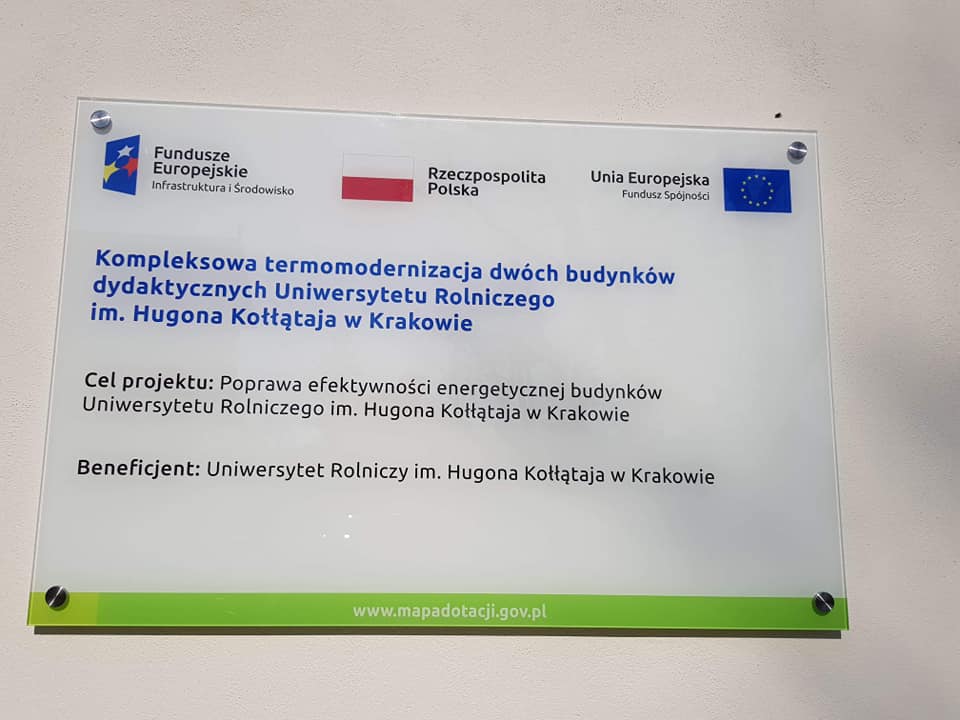 Fundusze
Europejskie
Infrastruktura i Środowisko
Rzeczpospolita
Polska
Unia Europejska
Fundusz Spójności
Kompleksowa termomodernizacja dwóch budynków
dydaktycznych Uniwersytetu Rolniczego
im. Hugona Kołłątaja w Krakowie
Cel projektu: Poprawa efektywności energetycznej budynków
Uniwersytetu Rolniczego im. Hugona Kołłątaja w Krakowie
Beneficjent: Uniwersytet Rolniczy im. Hugona Kołłątaja w Krakowie
www.mapadotacji.gov.pl